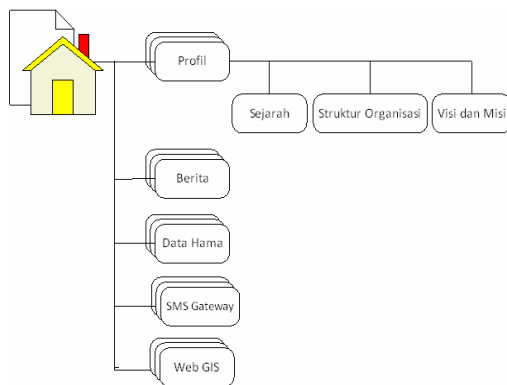 Profil
Sejarah
Struktur Organisasi
Visi dan Misi
Berita
Data Hama
SMS Gateway
Web GIS